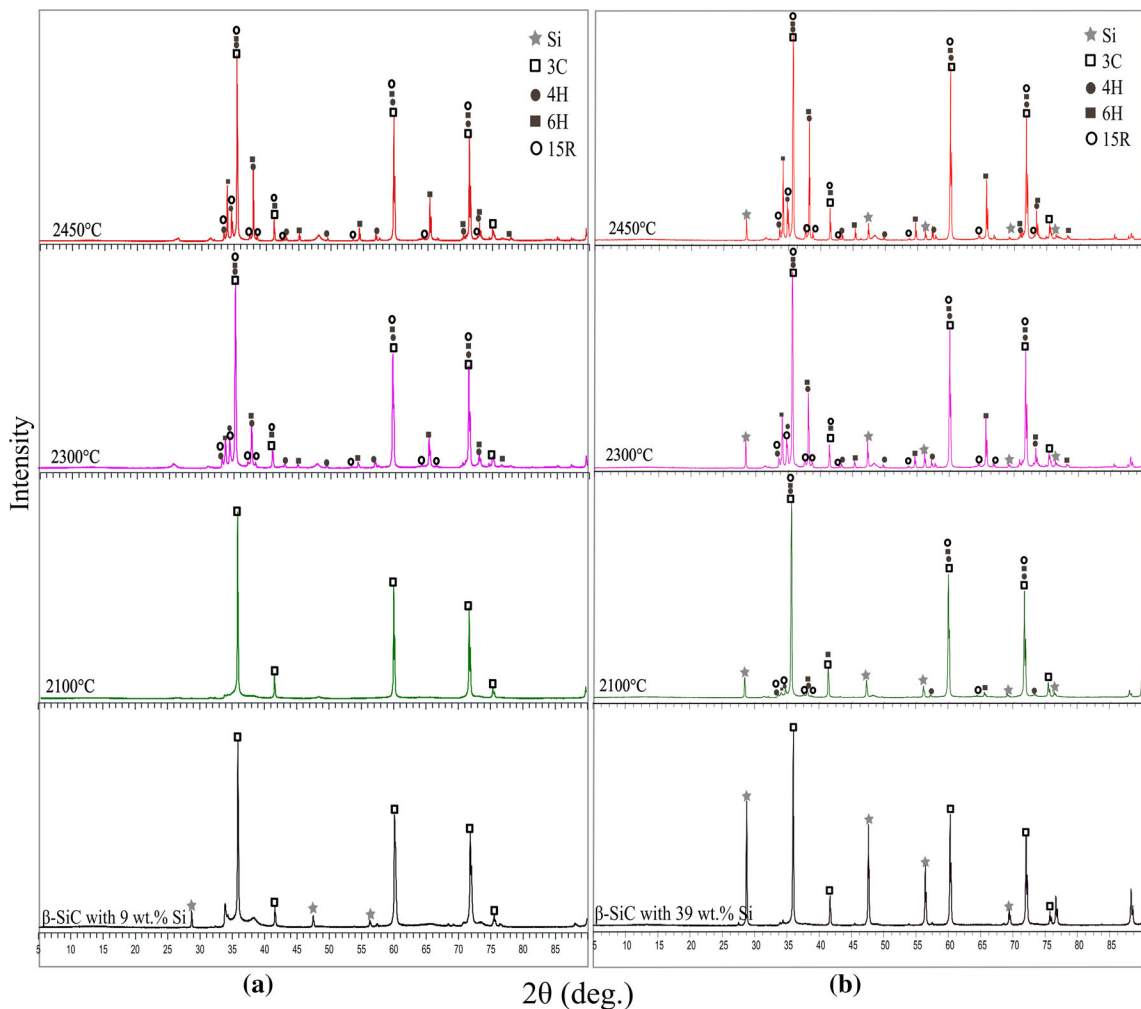 Si
3C
4H
6H
15R
2450°C
2300°C
2100°C
β-SiC with 9 wt.% Si
5 10 15 20 25 30 35 40 45 50 55 60 65 70 75 80 85
(a)
Si
3C
4H
6H
15R
2450°C
2300°C
2100°C
β-SiC with 39 wt.% Si
5 10 15 20 25 30 35 40 45 50 55 60 65 70 75 80 85
(b)
Intensity
2θ (deg.)